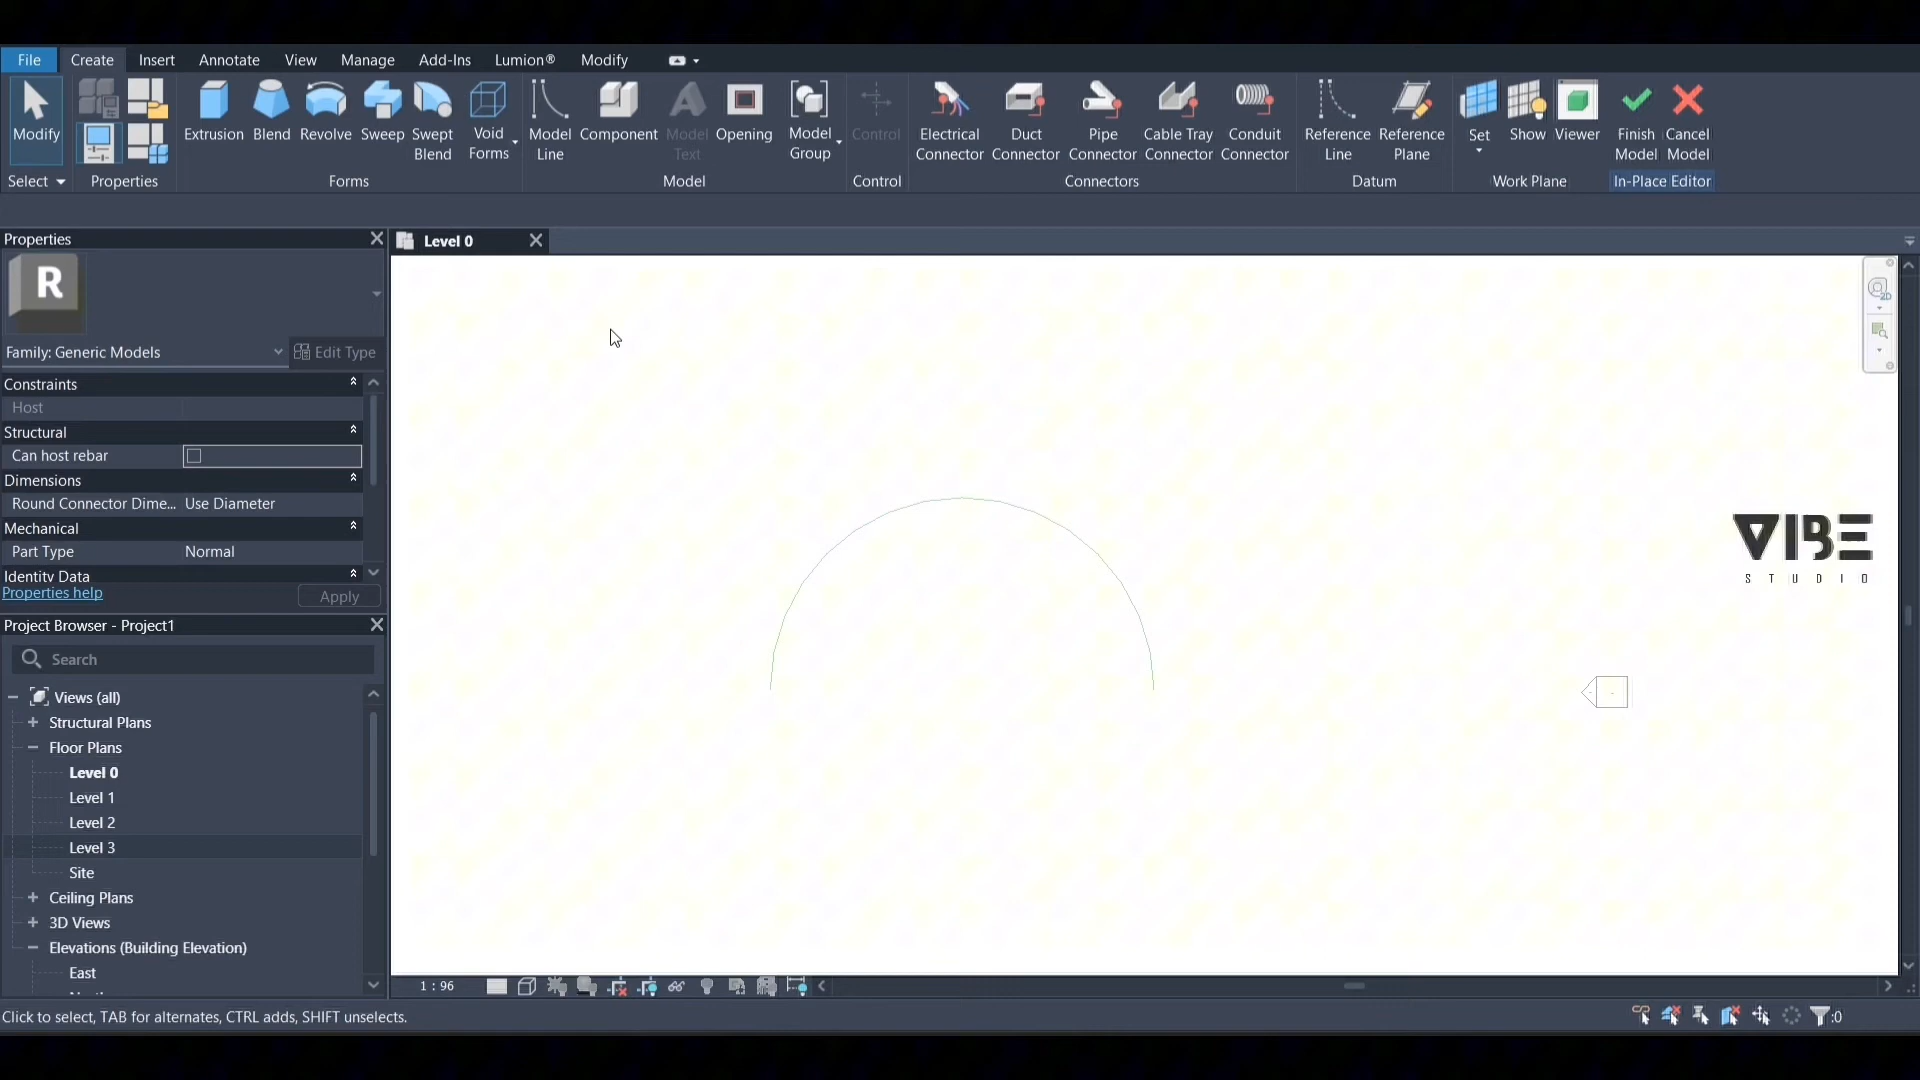 File Create Insert Annotate View Manage Add-Ins Lumion® Modify
Modify Extrusion Blend Revolve Sweep Swept Blend Void Forms Model Line Component Model Text Opening Model Group Control Electrical Connector Duct Connector Pipe Connector Cable Tray Connector Conduit Connector Reference Line Reference Plane Set Show Viewer Finish Model Cancel Model
Select Properties Forms Model Control Connectors Datum Work Plane In-Place Editor
Properties
Level 0
R
2D
Family: Generic Models
Edit Type
Constraints
Host
Structural
Can host rebar
Dimensions
Round Connector Dime... Use Diameter
Mechanical
Part Type Normal
Identity Data
Properties help
Apply
VIBE
STUDIO
Project Browser - Project1
Search
Views (all)
Structural Plans
Floor Plans
Level 0
Level 1
Level 2
Level 3
Site
Ceiling Plans
3D Views
Elevations (Building Elevation)
East
1 : 96
Click to select, TAB for alternates, CTRL adds, SHIFT unselects.
:0